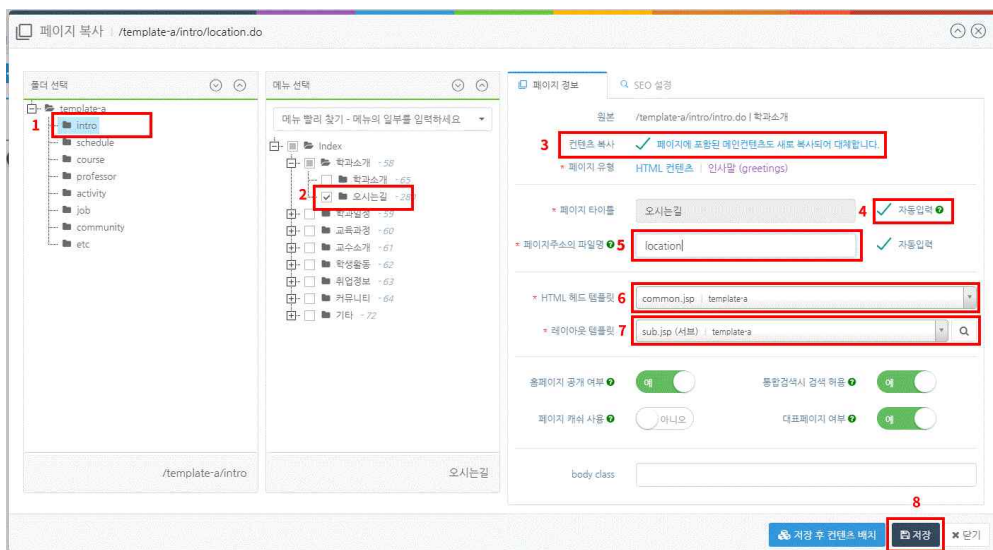 페이지 복사 | /template-a/intro/location.do
폴더 선택
template-a
1 intro
schedule
course
professor
activity
job
community
etc
/template-a/intro
메뉴 선택
메뉴 빨리 찾기 - 메뉴의 일부를 입력하세요
Index
학과소개 -58
학과소개 -65
2 오시는길 -280
학과일정 -59
교육과정 -60
교수소개 -61
학생활동 -62
취업정보 -63
커뮤니티 -64
기타 -72
오시는길
페이지 정보 SEO 설정
원본 /template-a/intro/intro.do | 학과소개
3 컨텐츠 복사 페이지에 포함된 메인컨텐츠도 새로 복사되어 대체합니다.
* 페이지 유형 HTML 컨텐츠 | 인사말 (greetings)
* 페이지 타이틀 오시는길 4 자동입력
* 페이지주소의 파일명 5 location 자동입력
* HTML 헤드 템플릿 6 common.jsp | template-a
* 레이아웃 템플릿 7 sub.jsp (서브) | template-a
홈페이지 공개 여부 예 통합검색시 검색 허용 예
페이지 캐쉬 사용 아니오 대표페이지 여부 예
body class
8
저장 후 컨텐츠 배치 저장 × 닫기